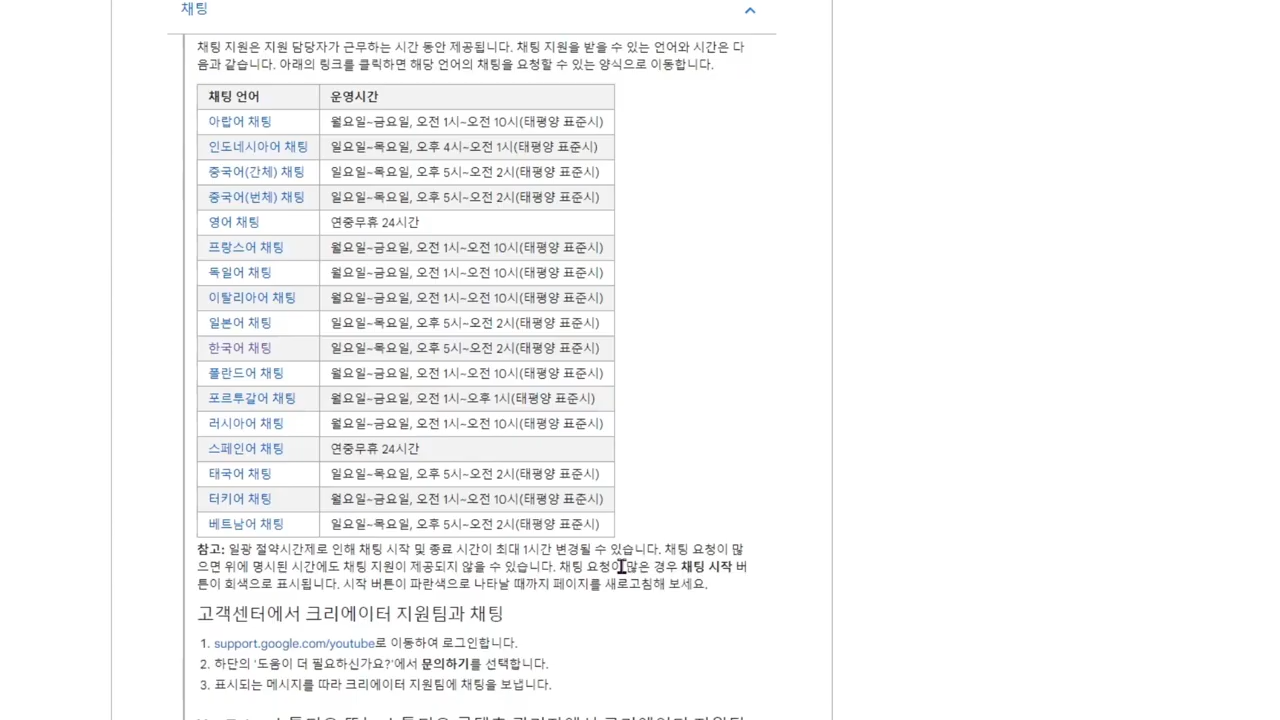 채팅
채팅 지원은 지원 담당자가 근무하는 시간 동안 제공됩니다. 채팅 지원을 받을 수 있는 언어와 시간은 다
음과 같습니다. 아래의 링크를 클릭하면 해당 언어의 채팅을 요청할 수 있는 양식으로 이동합니다.
채팅 언어 운영시간
아랍어 채팅 월요일~금요일, 오전 1시~오전 10시(태평양 표준시)
인도네시아어 채팅 일요일~목요일, 오후 4시~오전 1시(태평양 표준시)
중국어(간체) 채팅 일요일~목요일, 오후 5시~오전 2시(태평양 표준시)
중국어(번체) 채팅 일요일~목요일, 오후 5시~오전 2시(태평양 표준시)
영어 채팅 연중무휴 24시간
프랑스어 채팅 월요일~금요일, 오전 1시~오전 10시(태평양 표준시)
독일어 채팅 월요일~금요일, 오전 1시~오전 10시(태평양 표준시)
이탈리아어 채팅 월요일~금요일, 오전 1시~오전 10시(태평양 표준시)
일본어 채팅 일요일~목요일, 오후 5시~오전 2시(태평양 표준시)
한국어 채팅 일요일~목요일, 오후 5시~오전 2시(태평양 표준시)
폴란드어 채팅 월요일~금요일, 오전 1시~오전 10시(태평양 표준시)
포르투갈어 채팅 월요일~금요일, 오전 1시~오후 1시(태평양 표준시)
러시아어 채팅 월요일~금요일, 오전 1시~오전 10시(태평양 표준시)
스페인어 채팅 연중무휴 24시간
태국어 채팅 일요일~목요일, 오후 5시~오전 2시(태평양 표준시)
터키어 채팅 월요일~금요일, 오전 1시~오전 10시(태평양 표준시)
베트남어 채팅 일요일~목요일, 오후 5시~오전 2시(태평양 표준시)
참고: 일광 절약시간제로 인해 채팅 시작 및 종료 시간이 최대 1시간 변경될 수 있습니다. 채팅 요청이 많
으면 위에 명시된 시간에도 채팅 지원이 제공되지 않을 수 있습니다. 채팅 요청이 많은 경우 채팅 시작 버
튼이 회색으로 표시됩니다. 시작 버튼이 파란색으로 나타날 때까지 페이지를 새로고침해 보세요.
고객센터에서 크리에이터 지원팀과 채팅
1. support.google.com/youtube로 이동하여 로그인합니다.
2. 하단의 '도움이 더 필요하신가요?'에서 문의하기를 선택합니다.
3. 표시되는 메시지를 따라 크리에이터 지원팀에 채팅을 보냅니다.